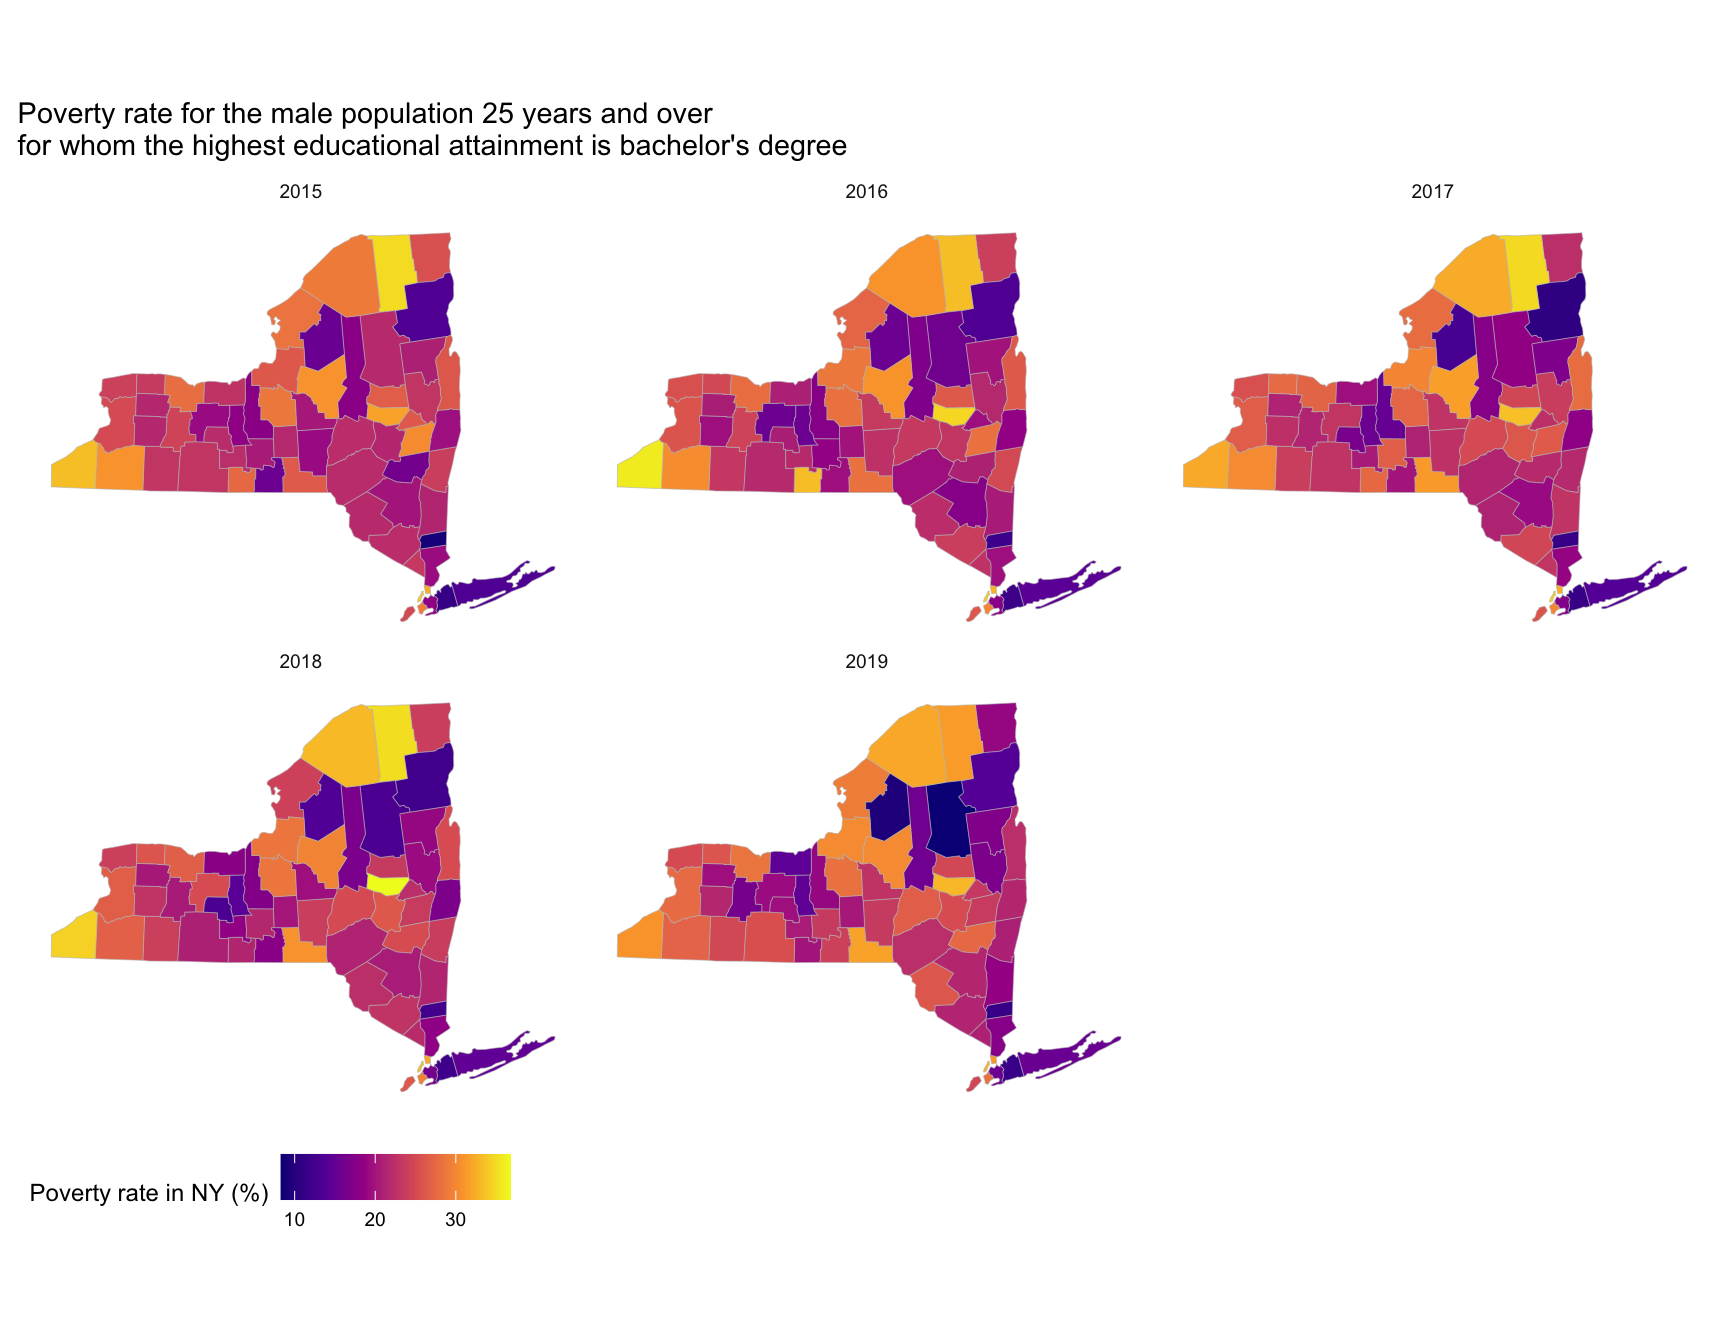 Poverty rate for the male population 25 years and over
for whom the highest educational attainment is bachelor's degree
2015
2016
2017
2018
2019
Poverty rate in NY (%)
10
20
30